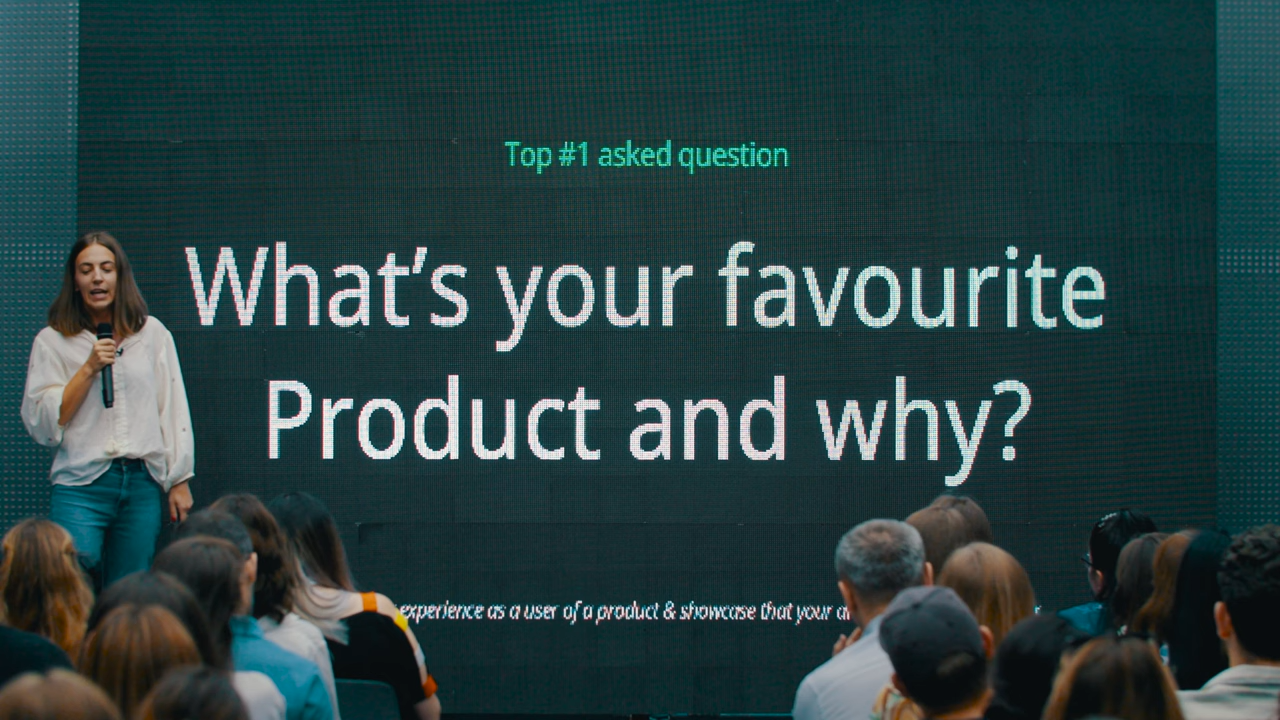 Top #1 asked question
What's your favourite
Product and why?
experience as a user of a product & showcase that your